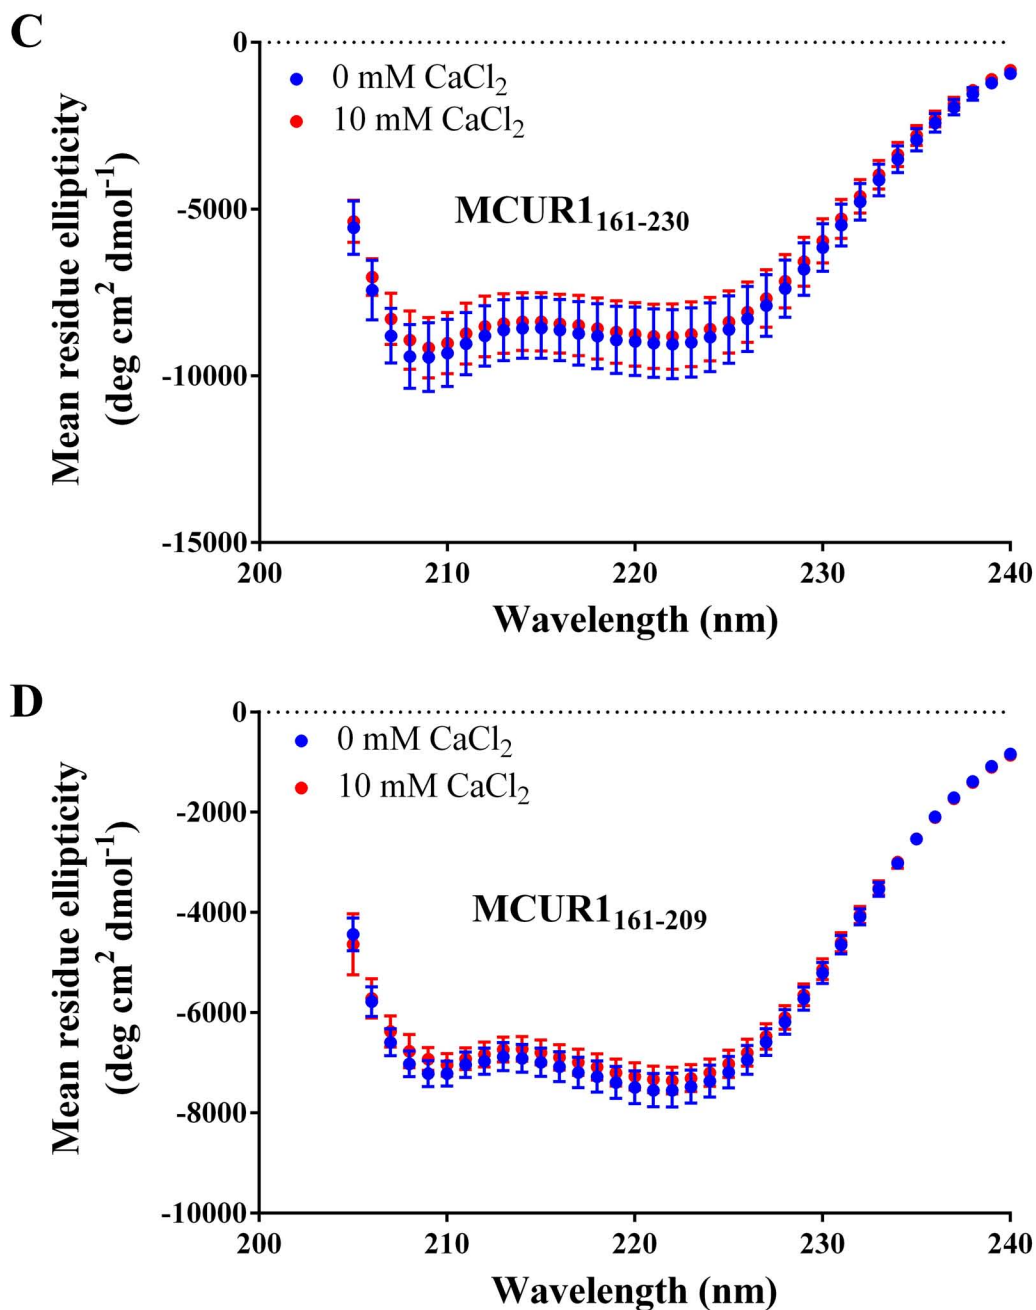 C
0
-5000
-10000
-15000
0 mM CaCl₂
10 mM CaCl₂
MCUR1₁₆₁₋₂₃₀
Mean residue ellipticity
(deg cm² dmol⁻¹)
200 210 220 230 240
Wavelength (nm)
D
0
-2000
-4000
-6000
-8000
-10000
0 mM CaCl₂
10 mM CaCl₂
MCUR1₁₆₁₋₂₀₉
Mean residue ellipticity
(deg cm² dmol⁻¹)
200 210 220 230 240
Wavelength (nm)